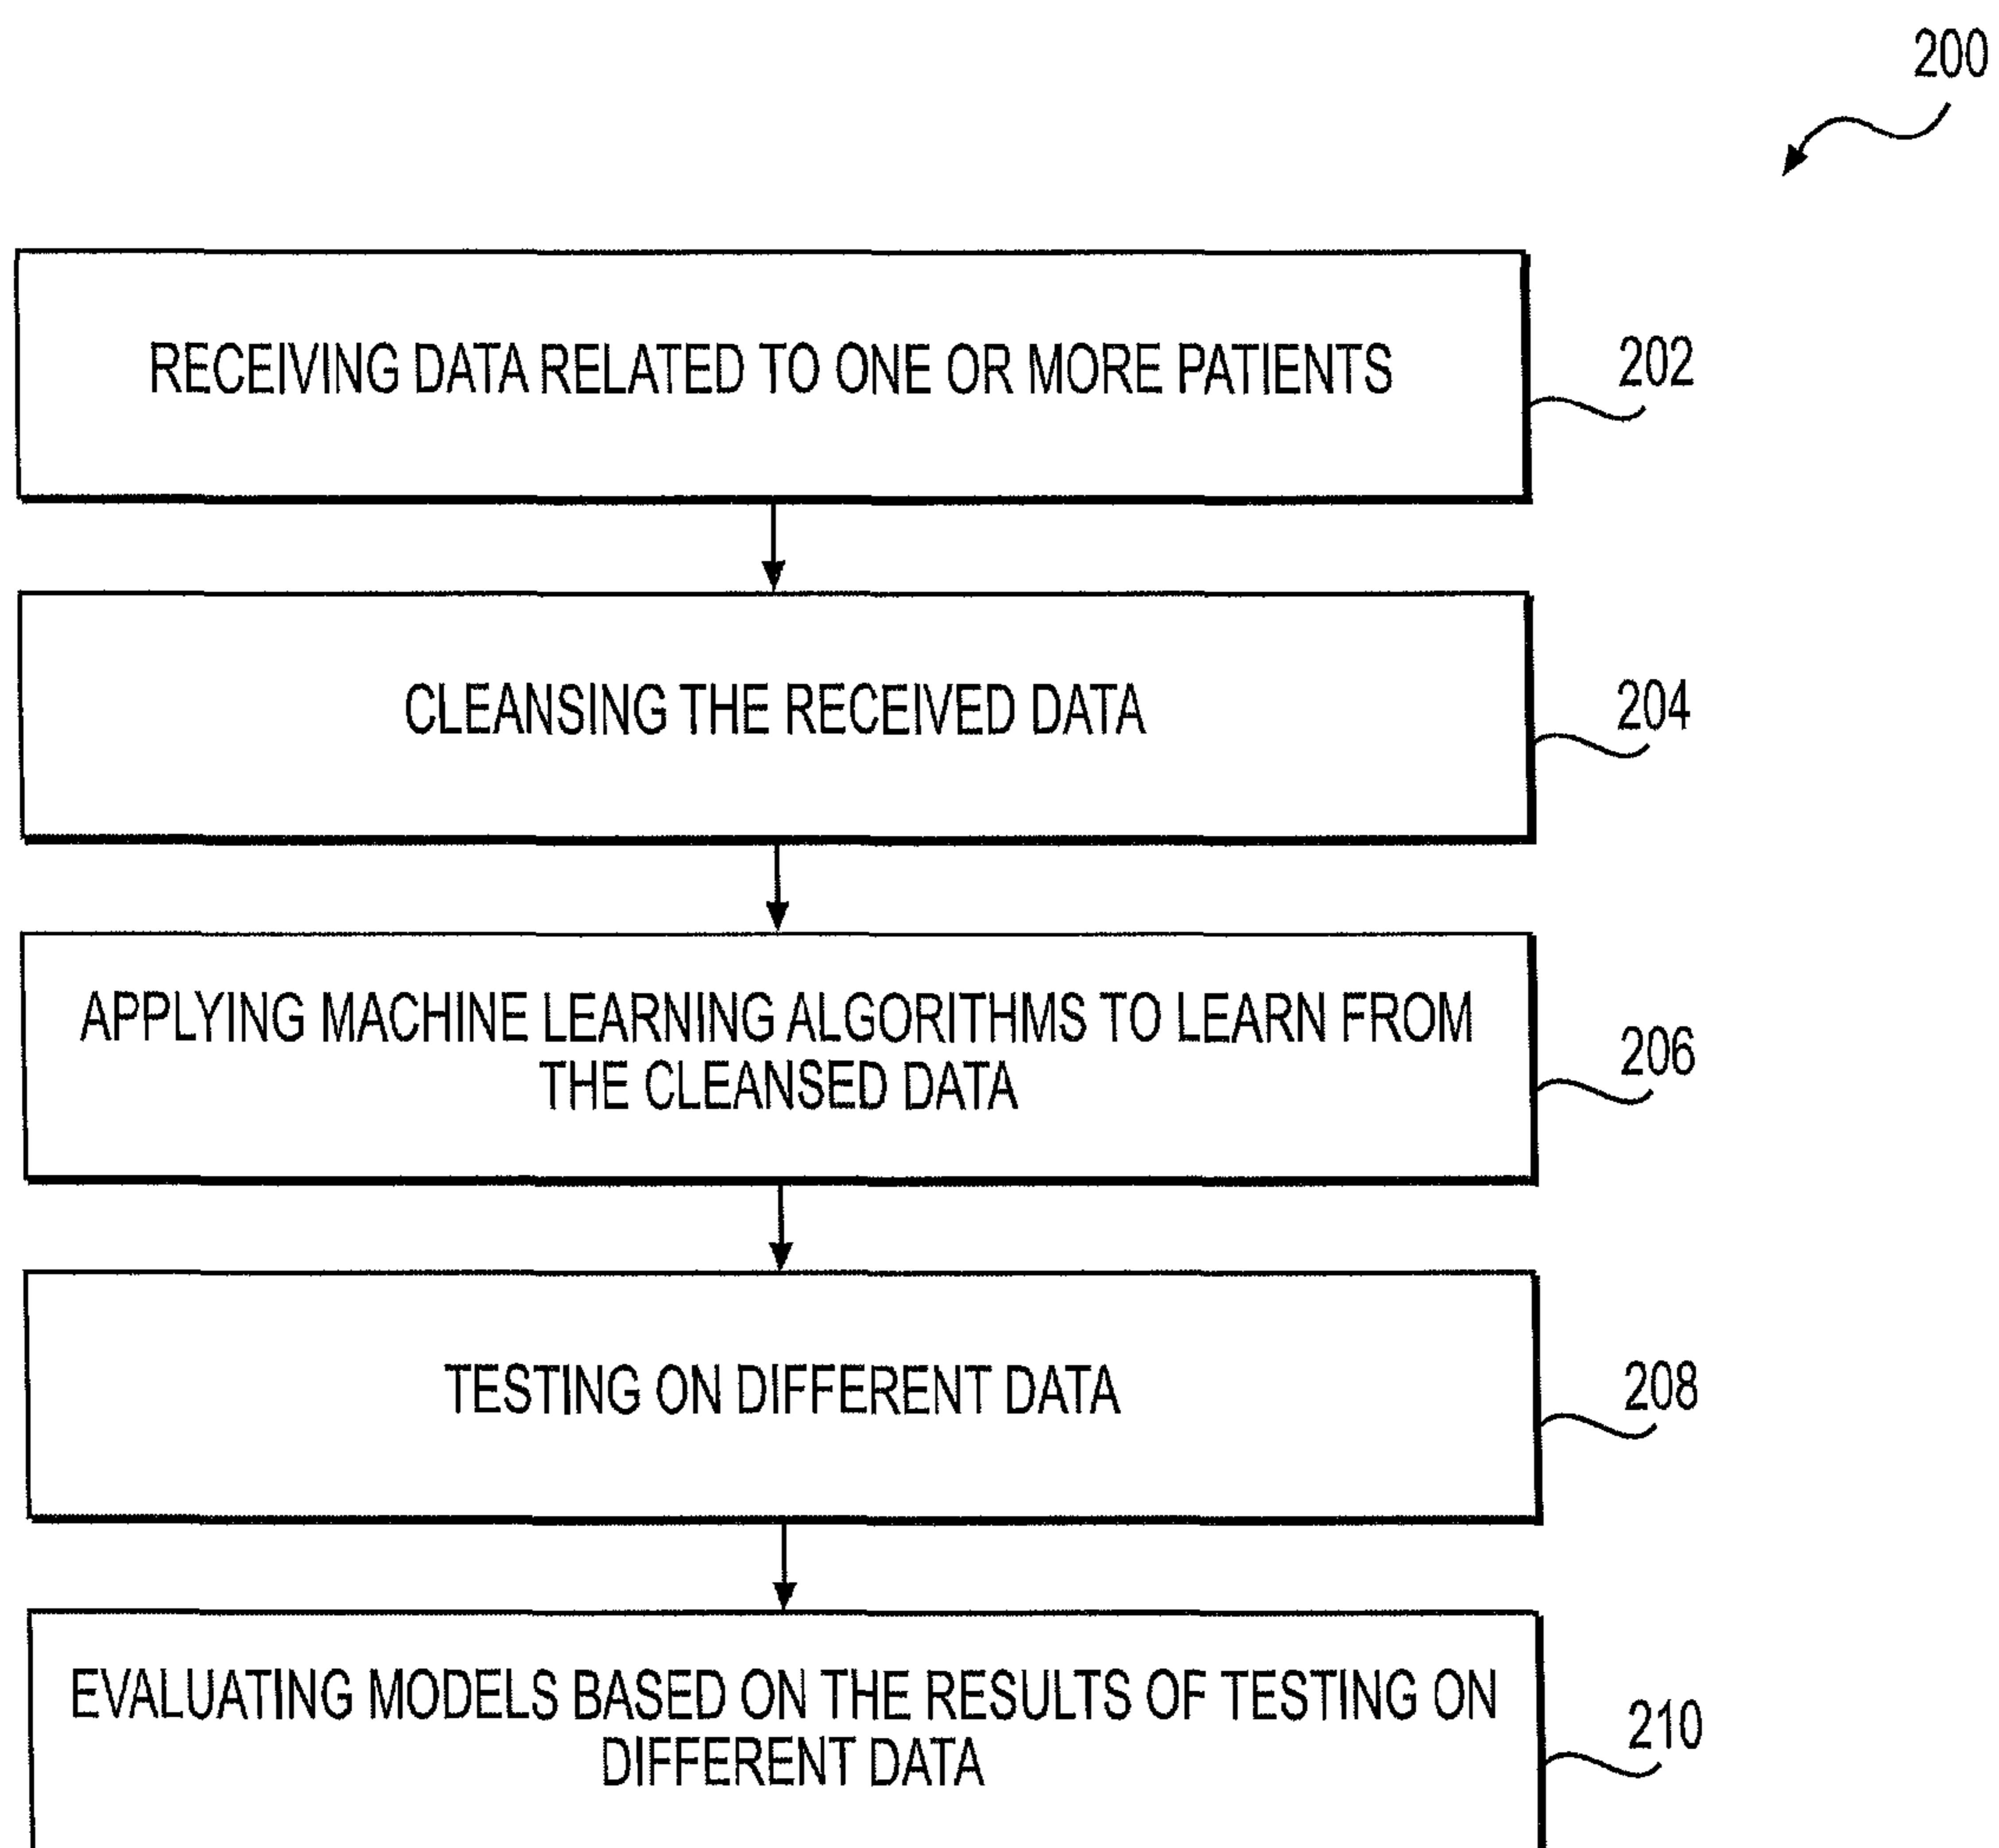 200
RECEIVING DATA RELATED TO ONE OR MORE PATIENTS
202
CLEANSING THE RECEIVED DATA
204
APPLYING MACHINE LEARNING ALGORITHMS TO LEARN FROM
THE CLEANSED DATA
206
TESTING ON DIFFERENT DATA
208
EVALUATING MODELS BASED ON THE RESULTS OF TESTING ON
DIFFERENT DATA
210